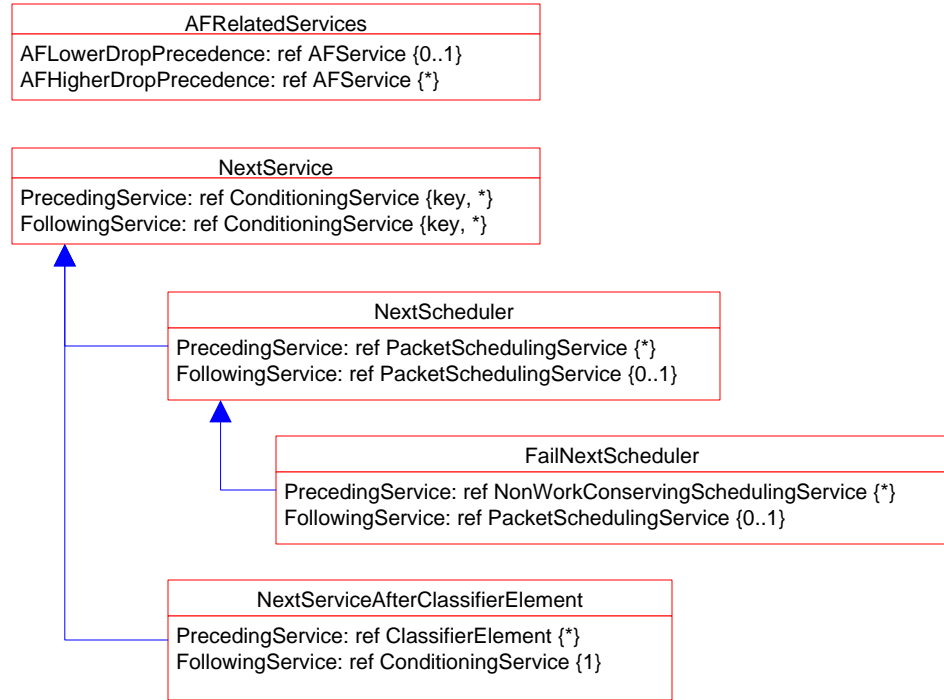 AFRelatedServices
AFLowerDropPrecedence: ref AFService {0..1}
AFHigherDropPrecedence: ref AFService {*}
NextService
PrecedingService: ref ConditioningService {key, *}
FollowingService: ref ConditioningService {key, *}
NextScheduler
PrecedingService: ref PacketSchedulingService {*}
FollowingService: ref PacketSchedulingService {0..1}
FailNextScheduler
PrecedingService: ref NonWorkConservingSchedulingService {*}
FollowingService: ref PacketSchedulingService {0..1}
NextServiceAfterClassifierElement
PrecedingService: ref ClassifierElement {*}
FollowingService: ref ConditioningService {1}